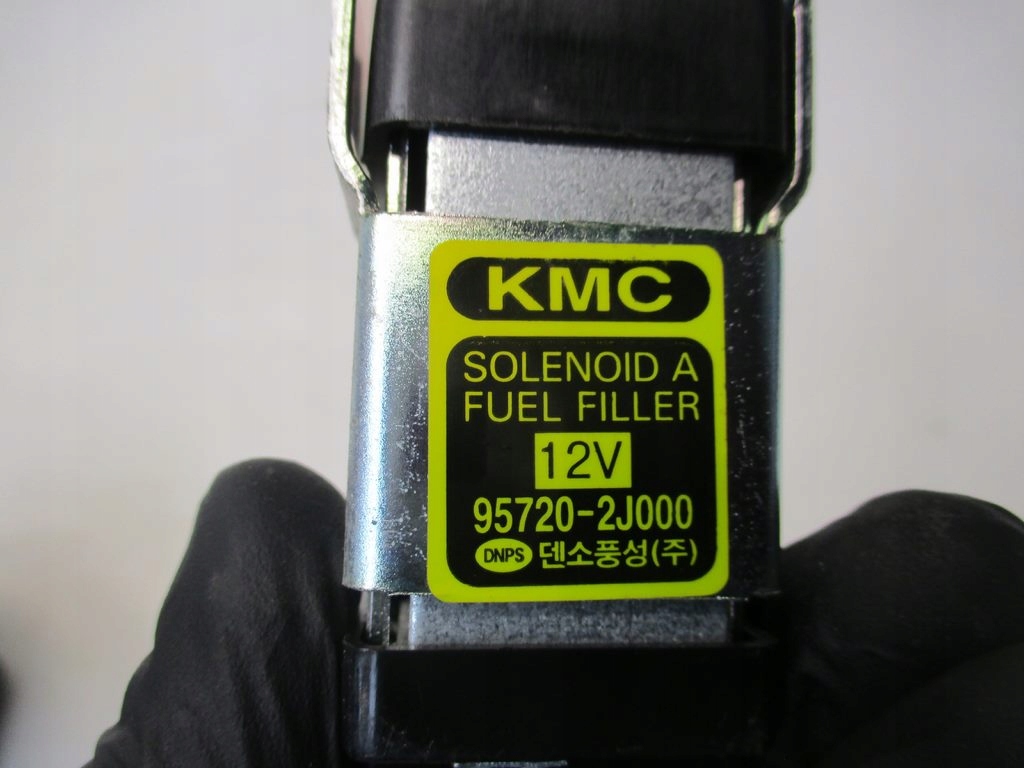 KMC
SOLENOID A
FUEL FILLER
12V
95720-2J000
DNPS 덴소풍성(주)